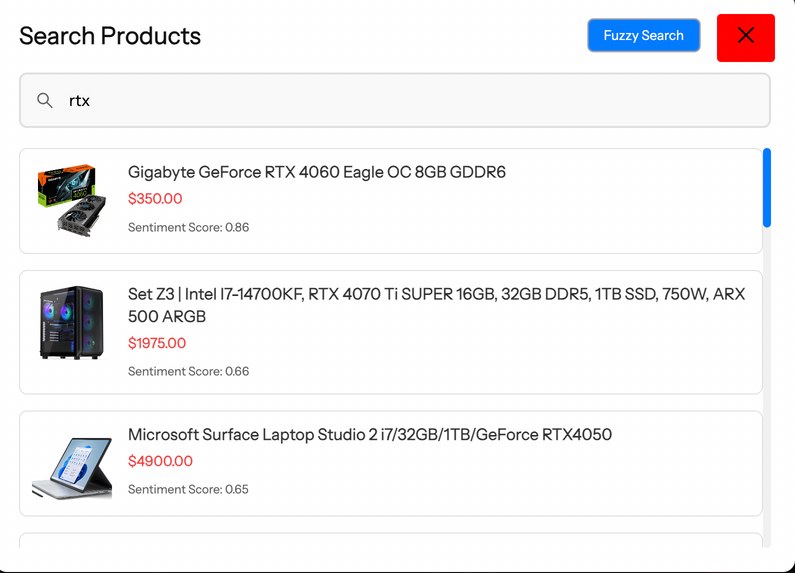 Search Products
Fuzzy Search
rtx
Gigabyte GeForce RTX 4060 Eagle OC 8GB GDDR6
$350.00
Sentiment Score: 0.86
Set Z3 | Intel I7-14700KF, RTX 4070 Ti SUPER 16GB, 32GB DDR5, 1TB SSD, 750W, ARX
500 ARGB
$1975.00
Sentiment Score: 0.66
Microsoft Surface Laptop Studio 2 i7/32GB/1TB/GeForce RTX4050
$4900.00
Sentiment Score: 0.65